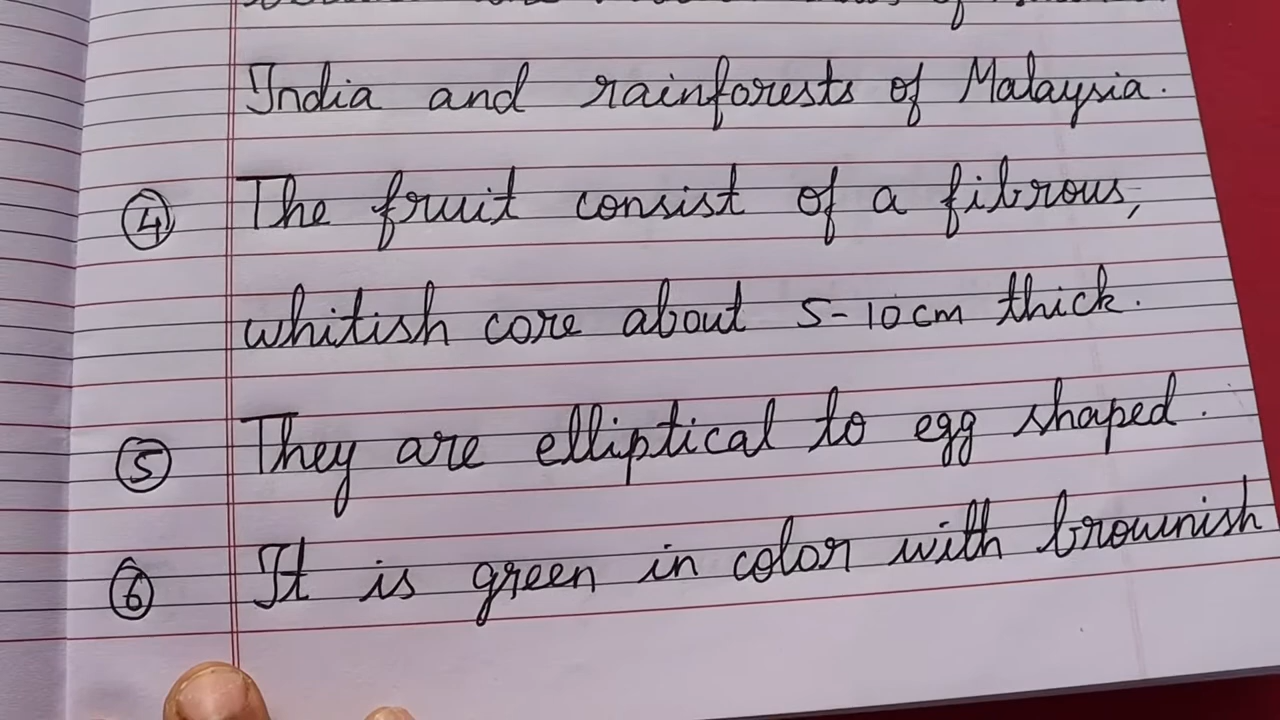 India and rainforests of Malaysia.
④ The fruit consist of a fibrous,
whitish core about 5-10cm thick.
⑤ They are elliptical to egg shaped.
⑥ It is green in color with brownish